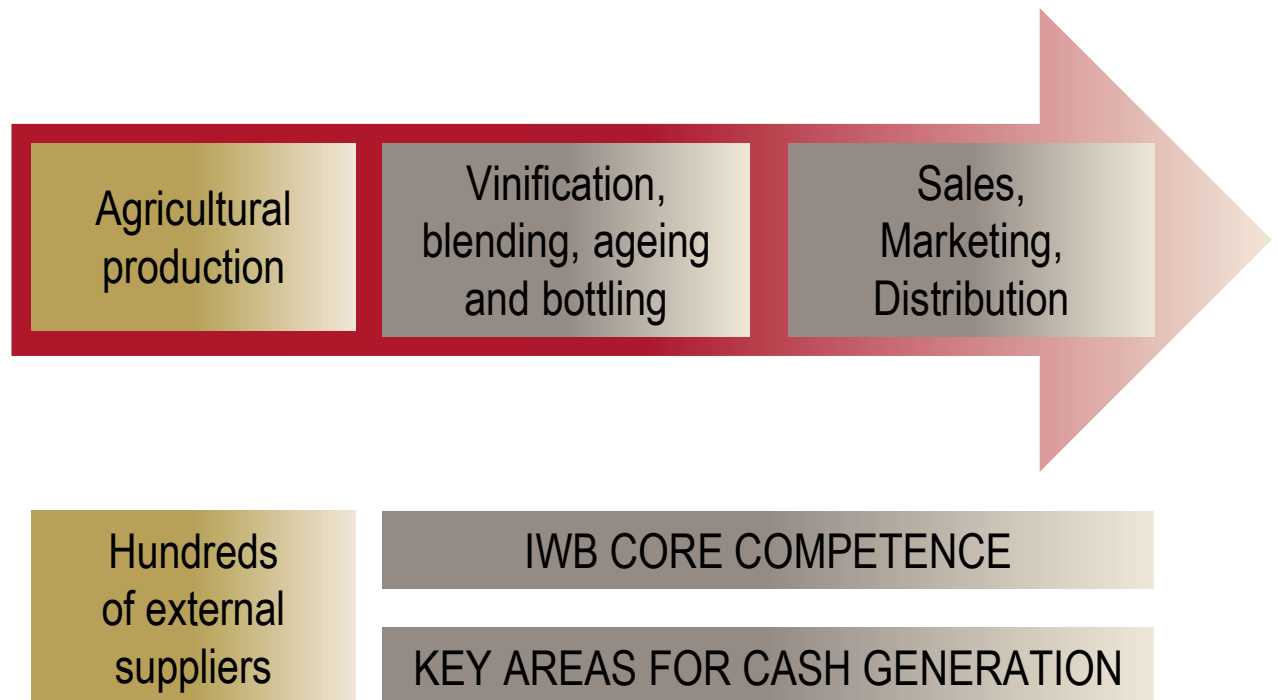 Agricultural
production
Vinification,
blending, ageing
and bottling
Sales,
Marketing,
Distribution
Hundreds
of external
suppliers
IWB CORE COMPETENCE
KEY AREAS FOR CASH GENERATION